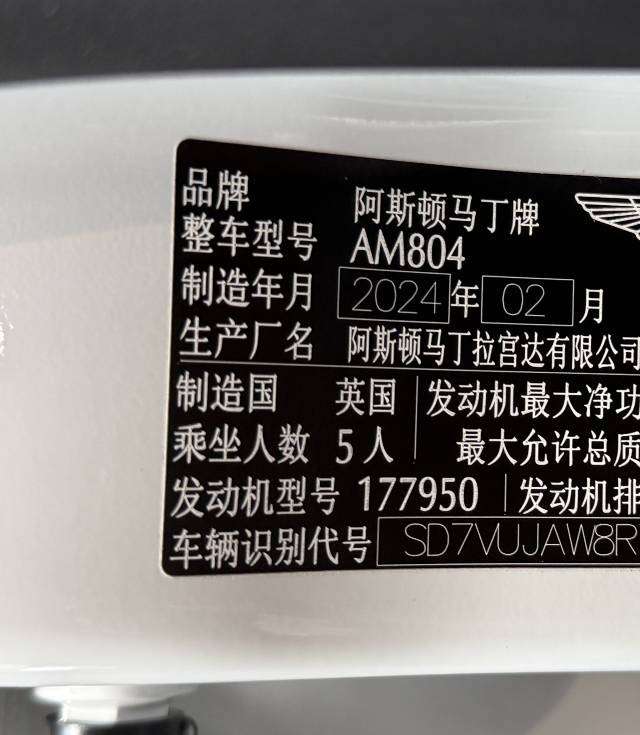 品牌 阿斯顿马丁牌
整车型号 AM804
制造年月 2024 年 02 月
生产厂名 阿斯顿马丁拉宫达有限公司
制造国 英国 发动机最大净功
乘坐人数 5人 最大允许总质
发动机型号 177950 发动机排
车辆识别代号 SD7VUJAW8R